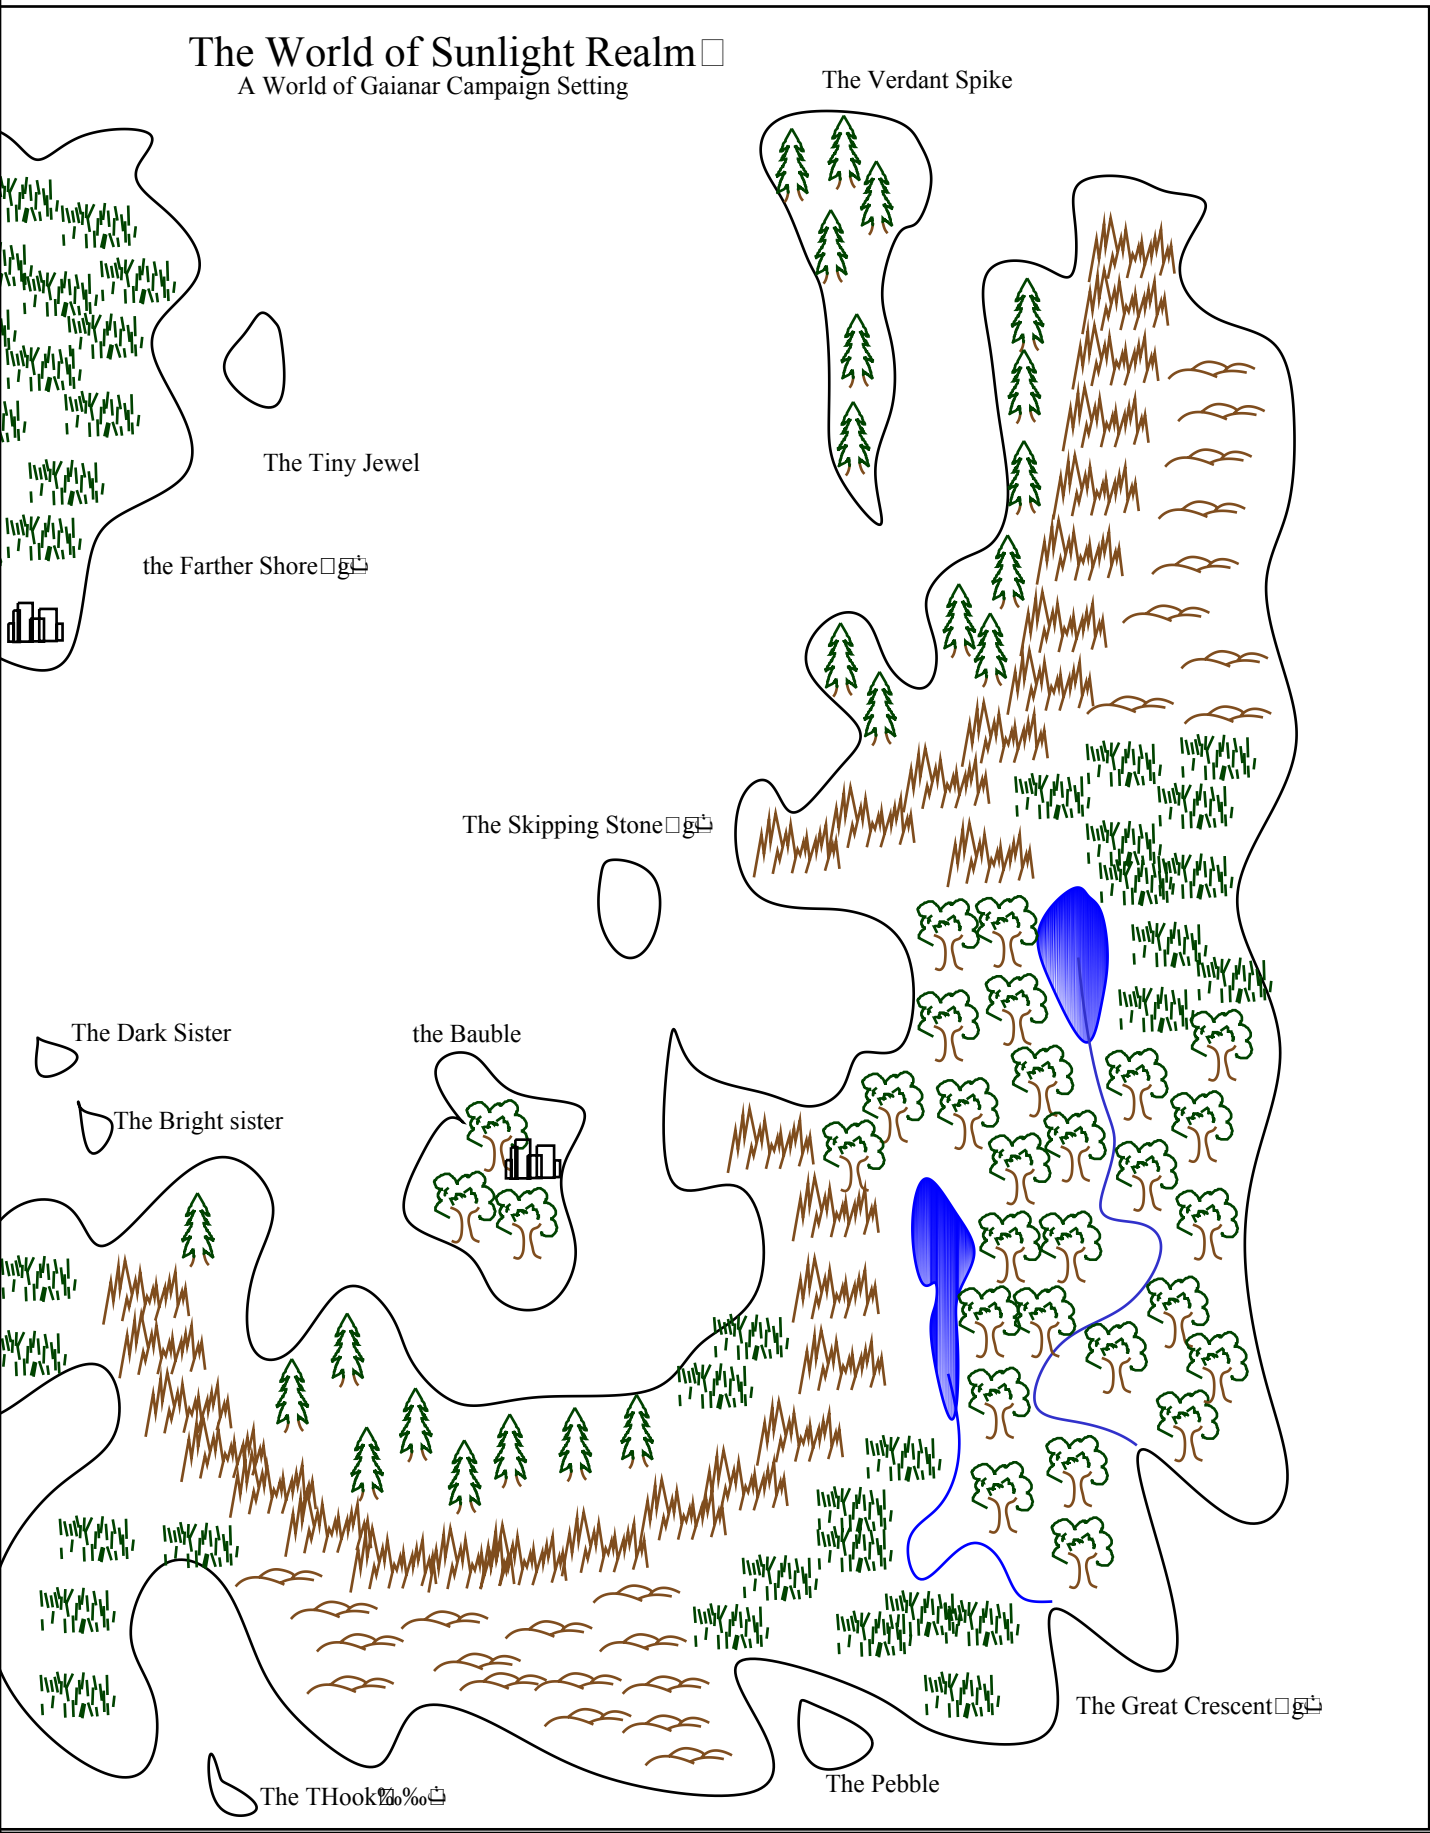 The World of Sunlight Realm
A World of Gaianar Campaign Setting
The Verdant Spike
The Tiny Jewel
the Farther Shore
The Skipping Stone
The Dark Sister
the Bauble
The Bright sister
The Great Crescent
The Pebble
The THook